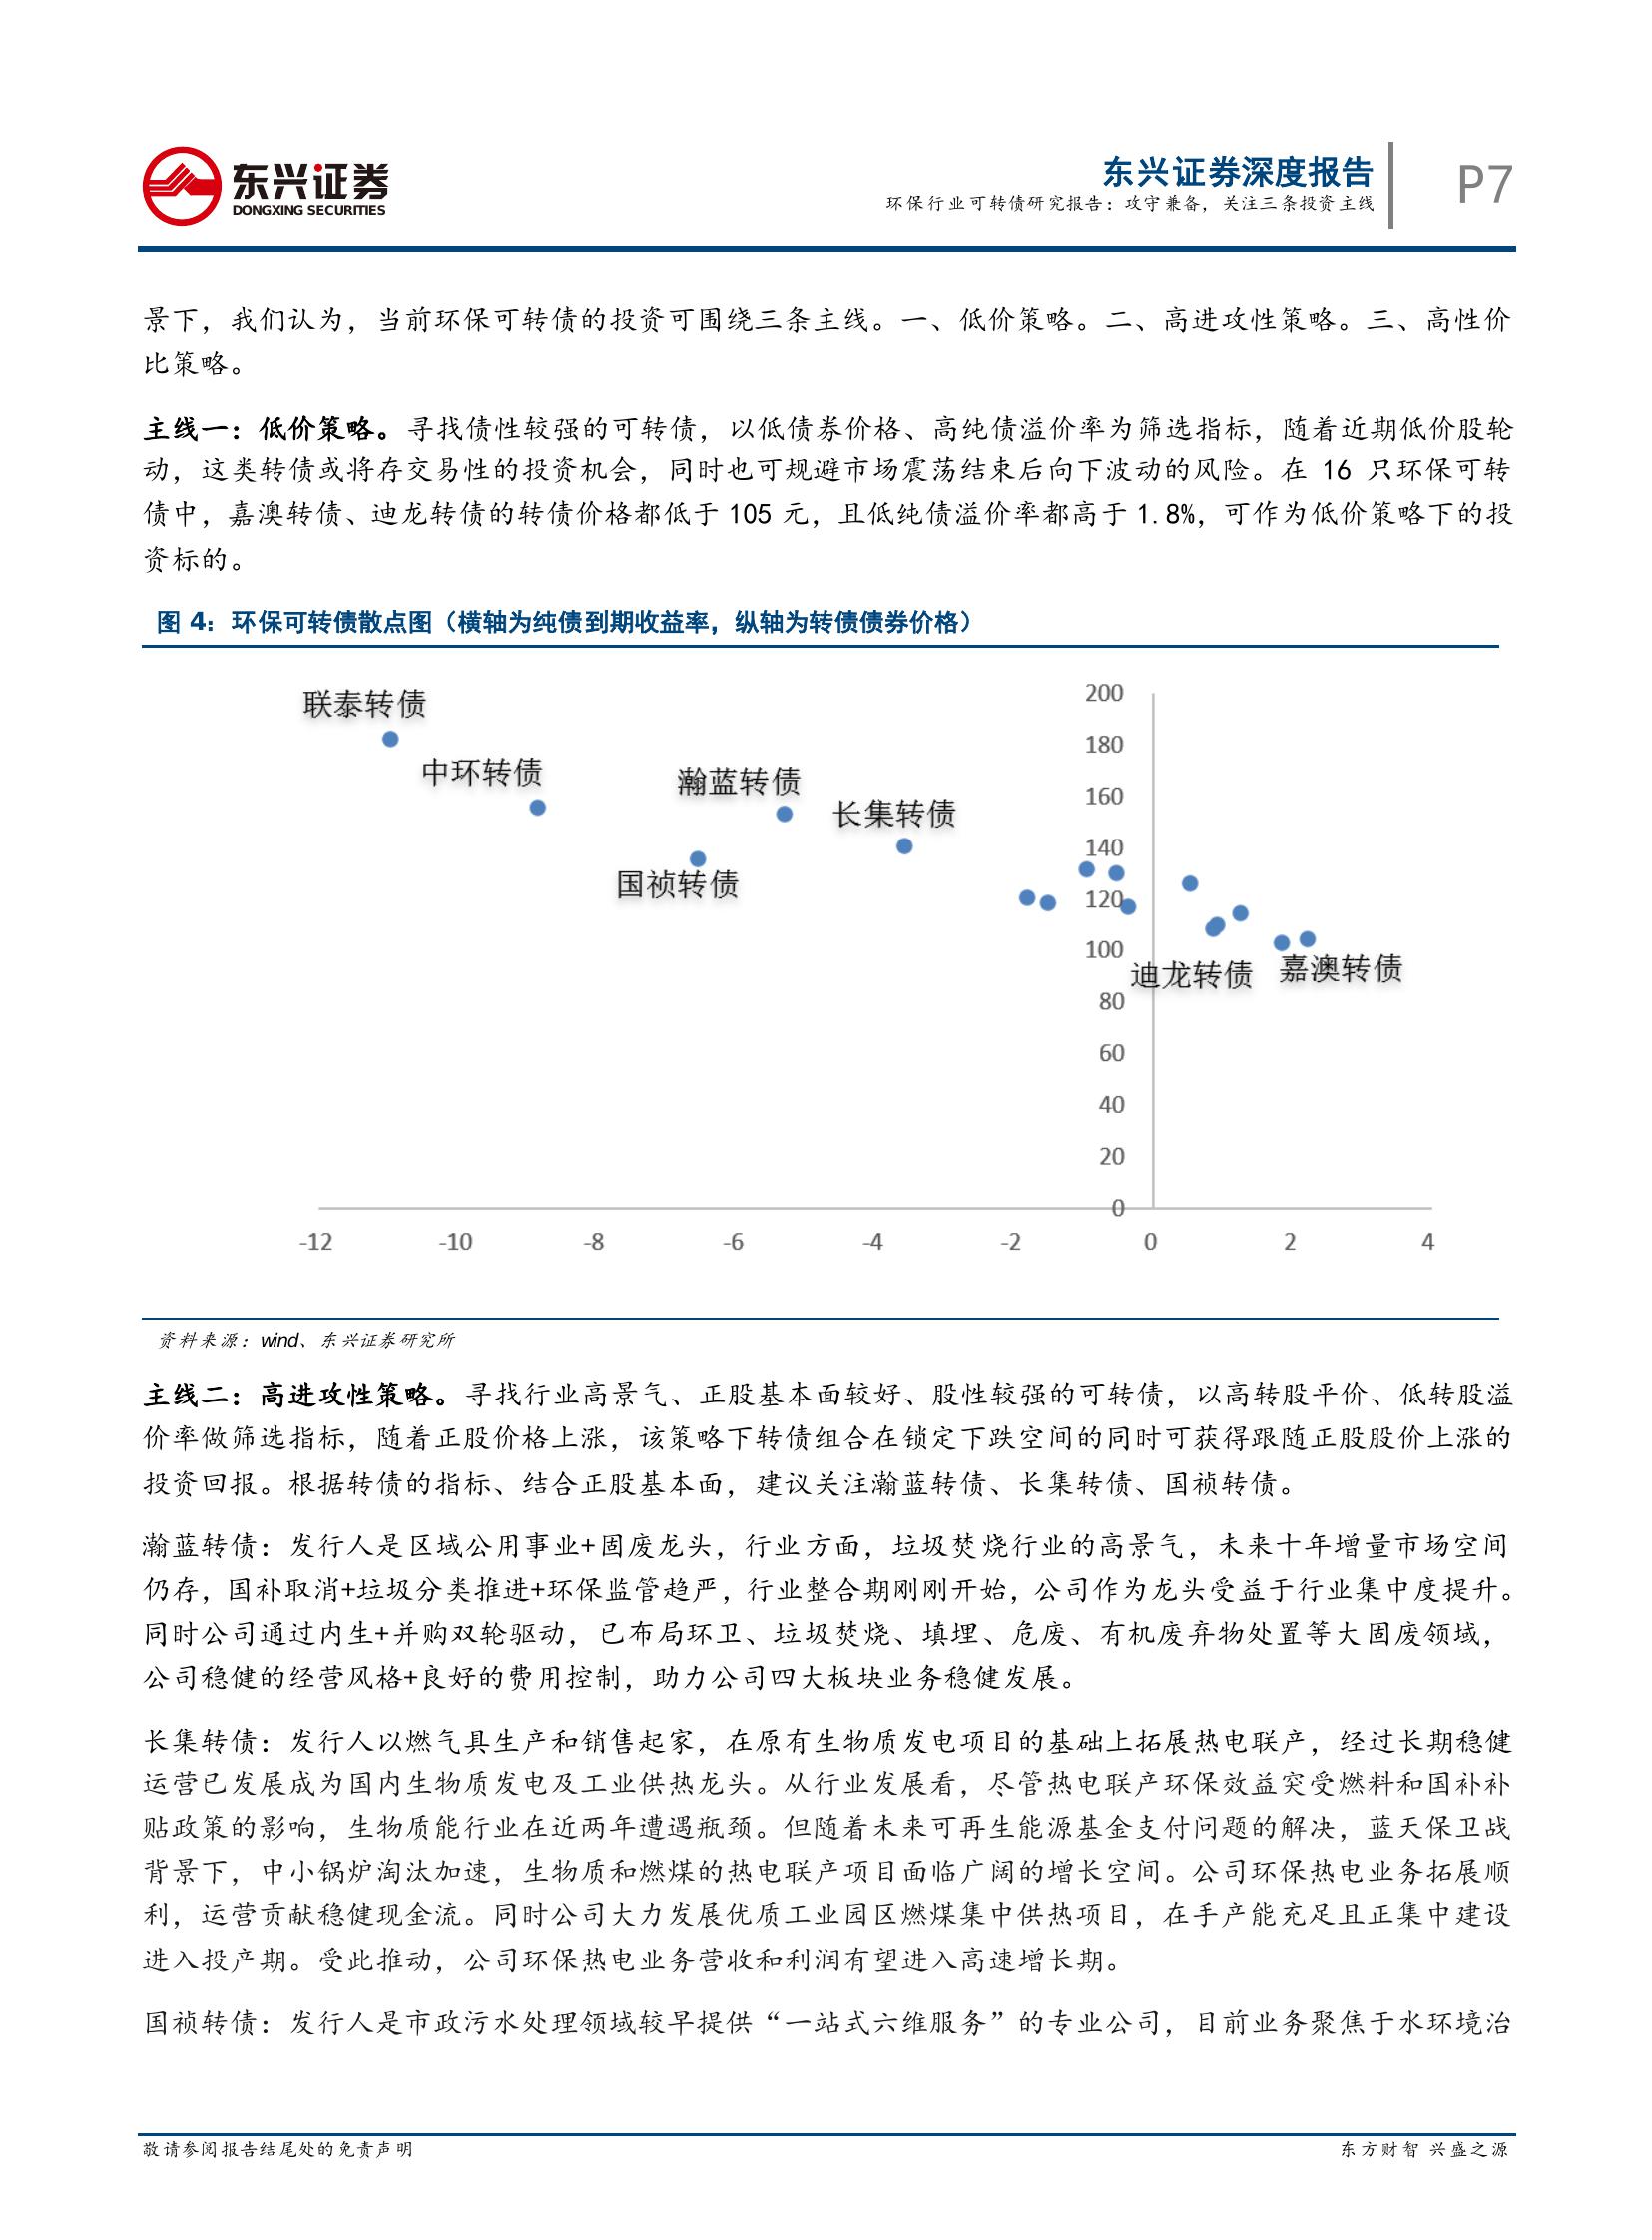 东兴证券
DONGXING SECURITIES
东兴证券深度报告
环保行业可转债研究报告：攻守兼备，关注三条投资主线
P7
景下，我们认为，当前环保可转债的投资可围绕三条主线。一、低价策略。二、高进攻性策略。三、高性价
比策略。
主线一：低价策略。寻找债性较强的可转债，以低债券价格、高纯债溢价率为筛选指标，随着近期低价股轮
动，这类转债或将存交易性的投资机会，同时也可规避市场震荡结束后向下波动的风险。在 16 只环保可转
债中，嘉澳转债、迪龙转债的转债价格都低于 105 元，且低纯债溢价率都高于 1.8%，可作为低价策略下的投
资标的。
图 4：环保可转债散点图（横轴为纯债到期收益率，纵轴为转债债券价格）
联泰转债
中环转债
瀚蓝转债
长集转债
国祯转债
迪龙转债
嘉澳转债
200
180
160
140
120
100
80
60
40
20
0
-12 -10 -8 -6 -4 -2 0 2 4
资料来源：wind、东兴证券研究所
主线二：高进攻性策略。寻找行业高景气、正股基本面较好、股性较强的可转债，以高转股平价、低转股溢
价率做筛选指标，随着正股价格上涨，该策略下转债组合在锁定下跌空间的同时可获得跟随正股股价上涨的
投资回报。根据转债的指标、结合正股基本面，建议关注瀚蓝转债、长集转债、国祯转债。
瀚蓝转债：发行人是区域公用事业+固废龙头，行业方面，垃圾焚烧行业的高景气，未来十年增量市场空间
仍存，国补取消+垃圾分类推进+环保监管趋严，行业整合期刚刚开始，公司作为龙头受益于行业集中度提升。
同时公司通过内生+并购双轮驱动，已布局环卫、垃圾焚烧、填埋、危废、有机废弃物处置等大固废领域，
公司稳健的经营风格+良好的费用控制，助力公司四大板块业务稳健发展。
长集转债：发行人以燃气具生产和销售起家，在原有生物质发电项目的基础上拓展热电联产，经过长期稳健
运营已发展成为国内生物质发电及工业供热龙头。从行业发展看，尽管热电联产环保效益突受燃料和国补补
贴政策的影响，生物质能行业在近两年遭遇瓶颈。但随着未来可再生能源基金支付问题的解决，蓝天保卫战
背景下，中小锅炉淘汰加速，生物质和燃煤的热电联产项目面临广阔的增长空间。公司环保热电业务拓展顺
利，运营贡献稳健现金流。同时公司大力发展优质工业园区燃煤集中供热项目，在手产能充足且正集中建设
进入投产期。受此推动，公司环保热电业务营收和利润有望进入高速增长期。
国祯转债：发行人是市政污水处理领域较早提供“一站式六维服务”的专业公司，目前业务聚焦于水环境治
敬请参阅报告结尾处的免责声明
东方财智 兴盛之源